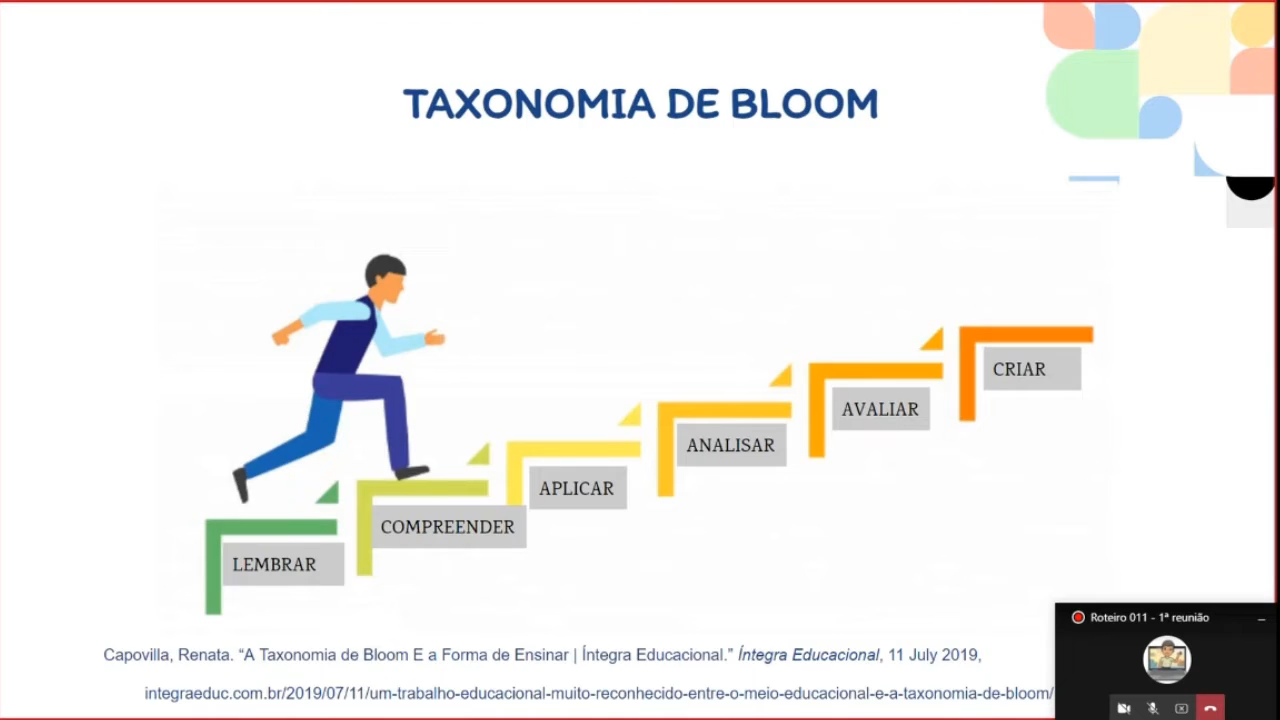 TAXONOMIA DE BLOOM
CRIAR
AVALIAR
ANALISAR
APLICAR
COMPREENDER
LEMBRAR
Capovilla, Renata. “A Taxonomia de Bloom E a Forma de Ensinar | Íntegra Educacional.” Íntegra Educacional, 11 July 2019,
integraeduc.com.br/2019/07/11/um-trabalho-educacional-muito-reconhecido-entre-o-meio-educacional-e-a-taxonomia-de-bloom/
Roteiro 011 - 1ª reunião